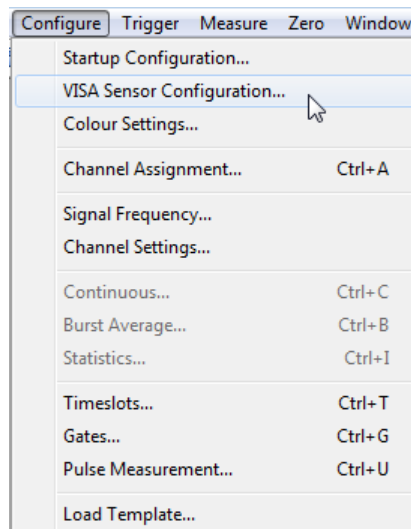 Configure Trigger Measure Zero Window
Startup Configuration...
VISA Sensor Configuration...
Colour Settings...
Channel Assignment... Ctrl+A
Signal Frequency...
Channel Settings...
Continuous... Ctrl+C
Burst Average... Ctrl+B
Statistics... Ctrl+I
Timeslots... Ctrl+T
Gates... Ctrl+G
Pulse Measurement... Ctrl+U
Load Template...